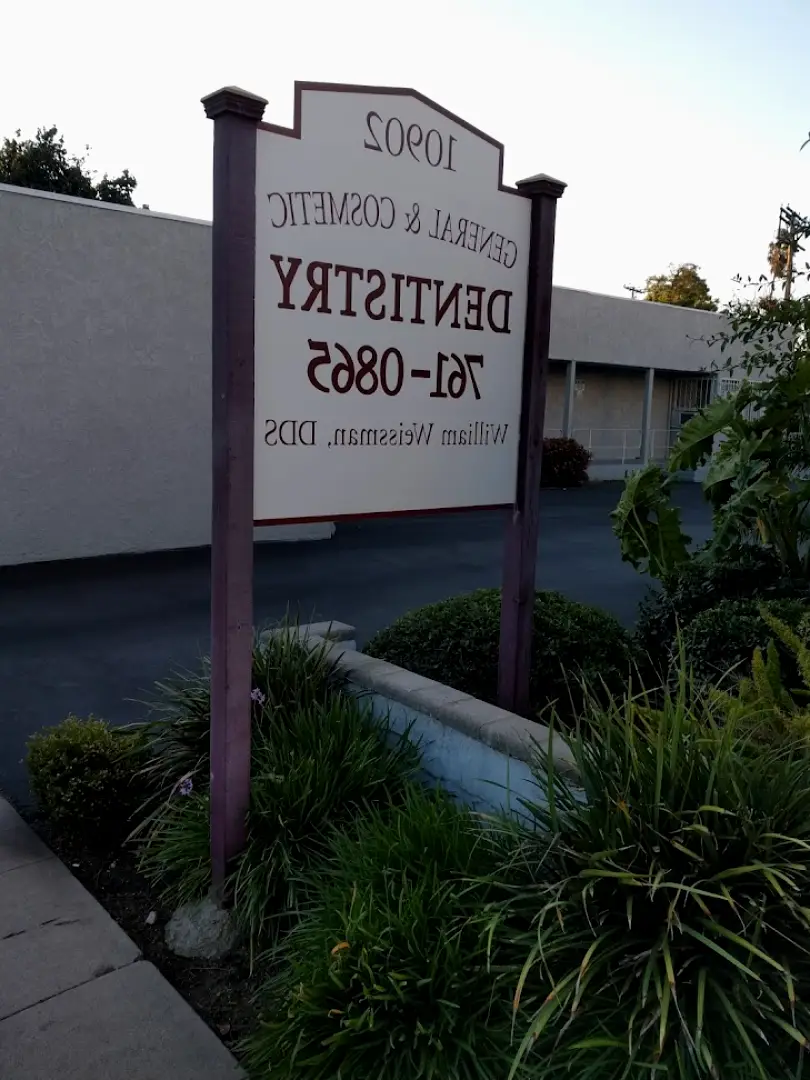 10902
GENERAL & COSMETIC
DENTISTRY
761-0865
William Weissman, DDS